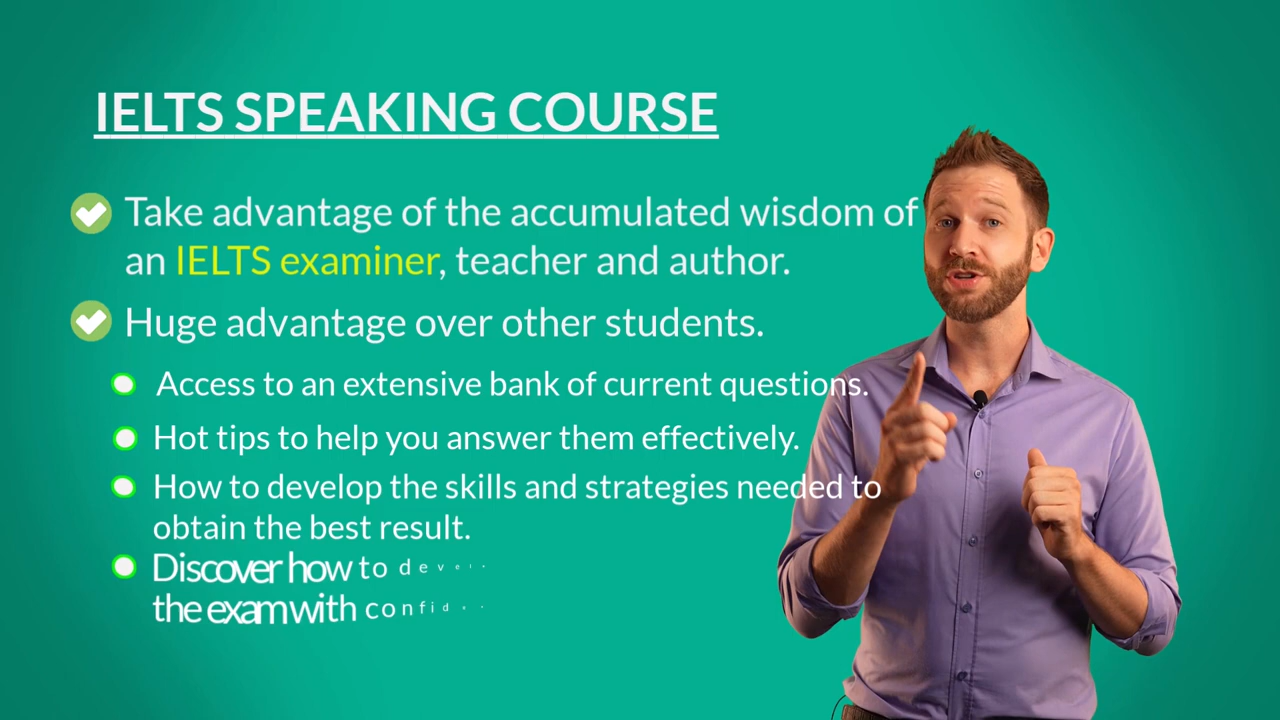 IELTS SPEAKING COURSE
Take advantage of the accumulated wisdom of
an IELTS examiner, teacher and author.
Huge advantage over other students.
Access to an extensive bank of current questions.
Hot tips to help you answer them effectively.
How to develop the skills and strategies needed to
obtain the best result.
Discover how to
the exam with